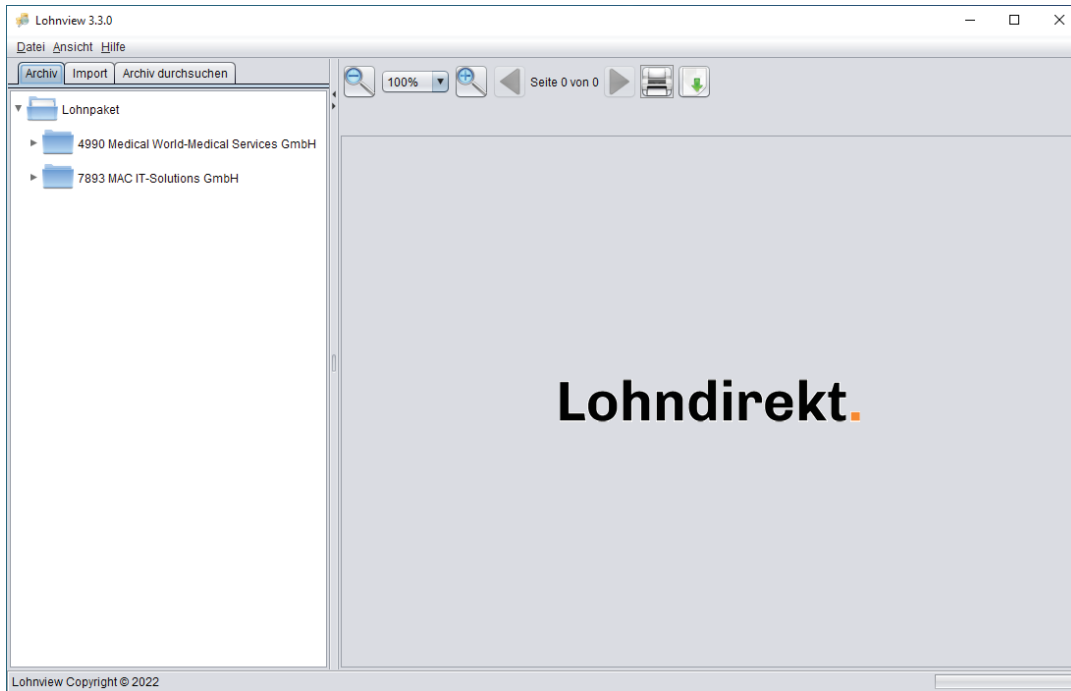 Lohnview 3.3.0
Datei Ansicht Hilfe
Archiv Import Archiv durchsuchen
100% Seite 0 von 0
Lohnpaket
4990 Medical World-Medical Services GmbH
7893 MAC IT-Solutions GmbH
Lohndirekt.
Lohnview Copyright © 2022